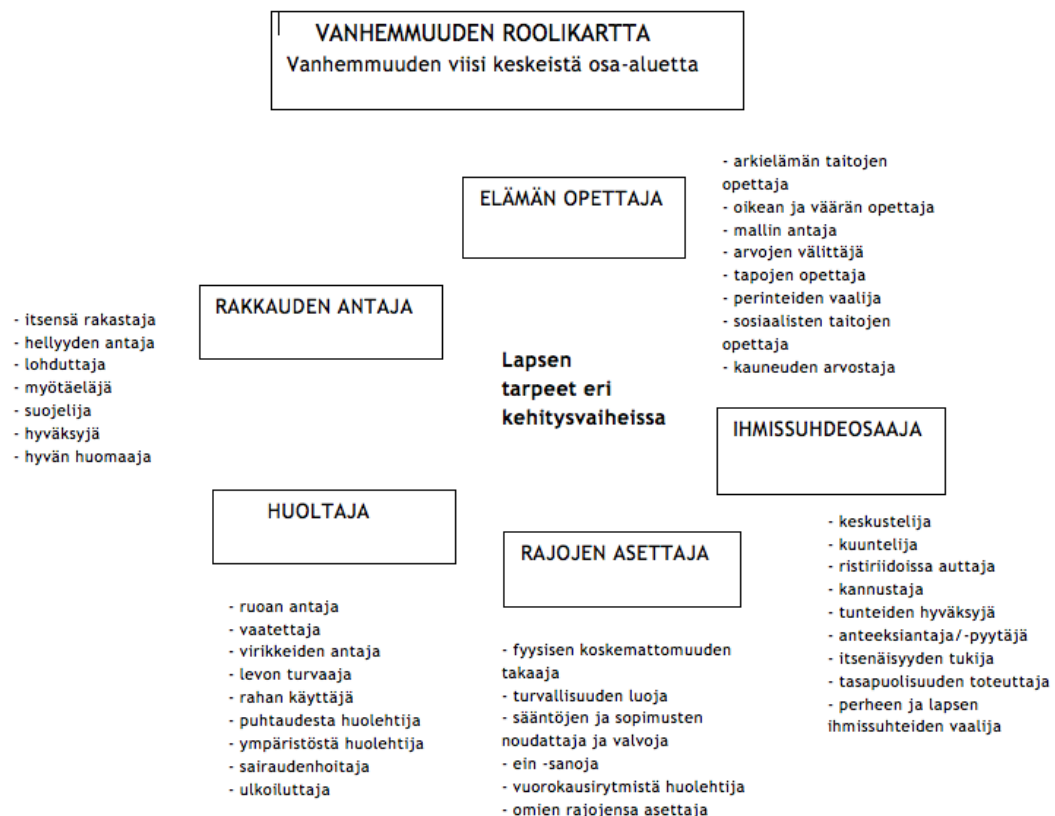 VANHEMMUUDEN ROOLIKARTTA
Vanhemmuuden viisi keskeistä osa-aluetta
ELÄMÄN OPETTAJA
- arkielämän taitojen
opettaja
- oikean ja väärän opettaja
- mallin antaja
- arvojen välittäjä
- tapojen opettaja
- perinteiden vaalija
- sosiaalisten taitojen
opettaja
- kauneuden arvostaja
RAKKAUDEN ANTAJA
- itsensä rakastaja
- hellyyden antaja
- lohduttaja
- myötäeläjä
- suojelija
- hyväksyjä
- hyvän huomaaja
Lapsen
tarpeet eri
kehitysvaiheissa
IHMISSUHDEOSAAJA
- keskustelija
- kuuntelija
- ristiriidoissa auttaja
- kannustaja
- tunteiden hyväksyjä
- anteeksiantaja/-pyytäjä
- itsenäisyyden tukija
- tasapuolisuuden toteuttaja
- perheen ja lapsen
ihmissuhteiden vaalija
HUOLTAJA
- ruoan antaja
- vaatettaja
- virikkeiden antaja
- levon turvaaja
- rahan käyttäjä
- puhtaudesta huolehtija
- ympäristöstä huolehtija
- sairaudenhoitaja
- ulkoiluttaja
RAJOJEN ASETTAJA
- fyysisen koskemattomuuden
takaaja
- turvallisuuden luoja
- sääntöjen ja sopimusten
noudattaja ja valvoja
- ein -sanoja
- vuorokausirytmistä huolehtija
- omien rajojensa asettaja